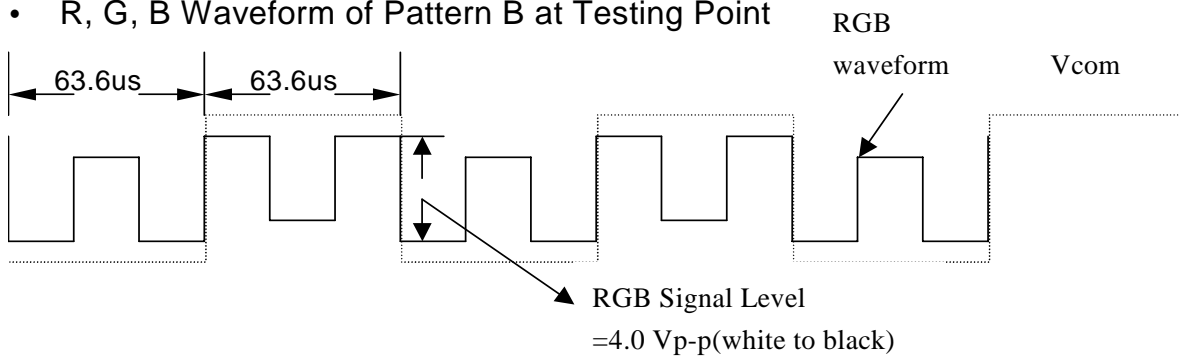 • R, G, B Waveform of Pattern B at Testing Point
RGB
waveform
Vcom
63.6us
63.6us
RGB Signal Level
=4.0 Vp-p(white to black)